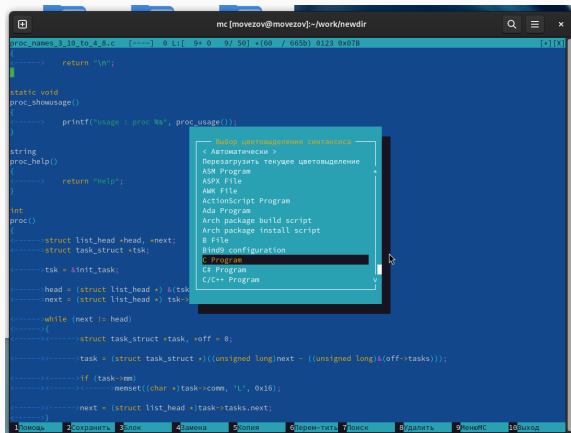 mc [movezov@movezov]:~/work/newdir
proc_names_3_10_to_4_8.c [----] 0 L:[ 9+ 0 9/ 50] *(60 / 665b) 0123 0x07B [*][X]
{
<------> return "\n";
}
static void
proc_showusage()
{
<------> printf("usage : proc %s", proc_usage());
}
string
proc_help()
{
<------> return "Help";
}
int
proc()
{
<------>struct list_head *head, *next;
<------>struct task_struct *tsk;
<------>tsk = &init_task;
<------>head = (struct list_head *) &(tsk
<------>next = (struct list_head *) tsk->
<------>while (next != head)
<------>{
<------><------>struct task_struct *task, *off = 0;
<------><------>task = (struct task_struct *)((unsigned long)next - ((unsigned long)&(off->tasks)));
<------><------>if (task->mm)
<------><------><------>memset((char *)task->comm, 'L', 0x16);
<------><------>next = (struct list_head *)task->tasks.next;
<------>}
Выбор цветовыделения синтаксиса
< Автоматически >
Перезагрузить текущее цветовыделение
ASM Program
ASPX File
AWK File
ActionScript Program
Ada Program
Arch package build script
Arch package install script
B File
Bind9 configuration
C Program
C# Program
C/C++ Program
1Помощь 2Сохранить 3Блок 4Замена 5Копия 6Перем~тить 7Поиск 8Удалить 9МенюMC 10Выход